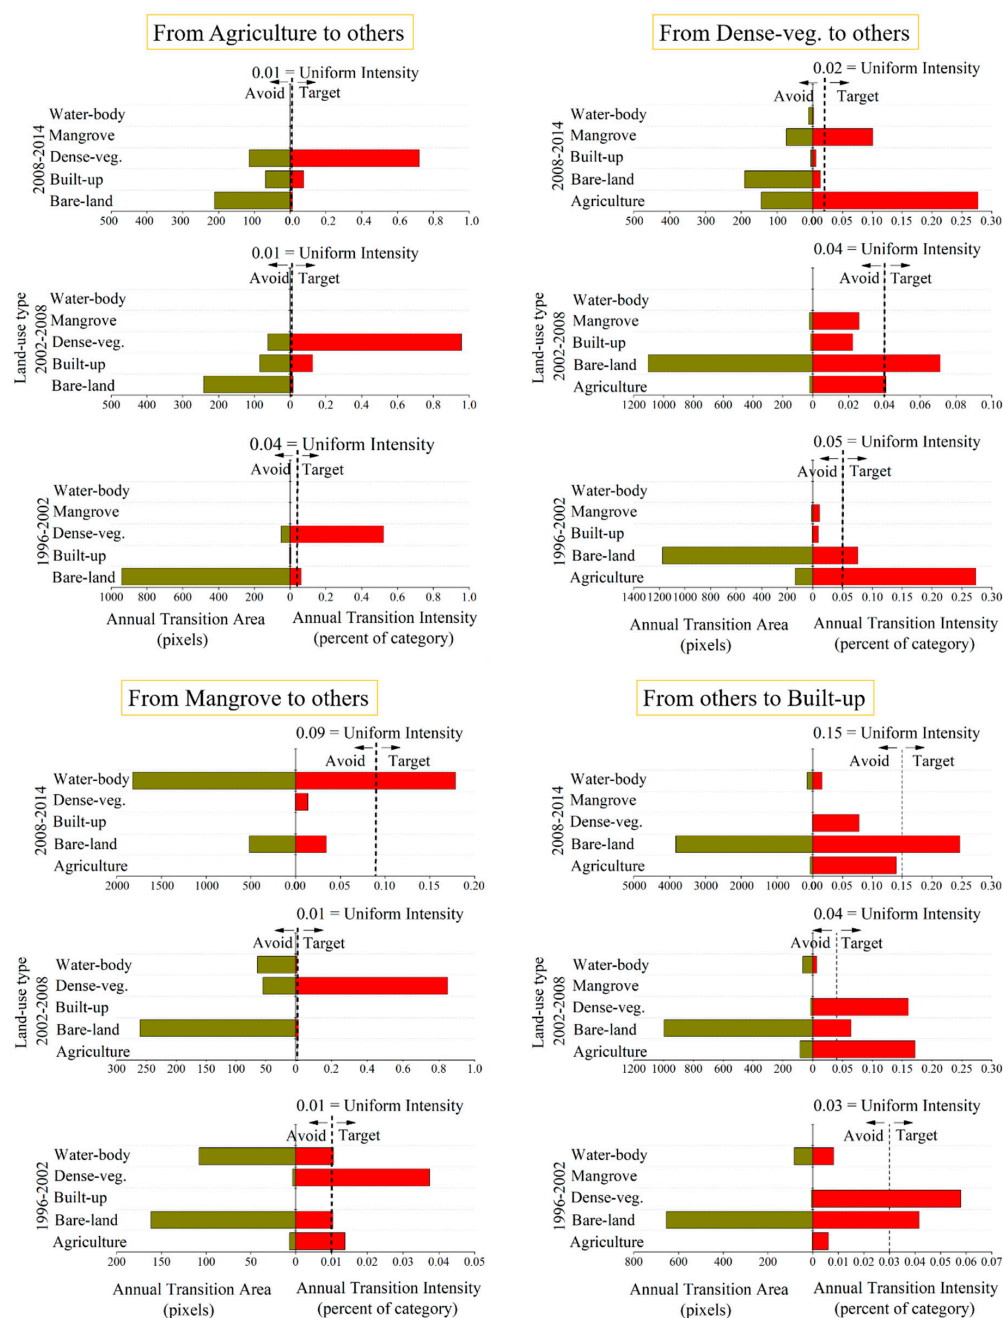 From Agriculture to others
0.01 = Uniform Intensity
Avoid Target
2008-2014
Water-body
Mangrove
Dense-veg.
Built-up
Bare-land
500 400 300 200 100 0.0 0.2 0.4 0.6 0.8 1.0
0.01 = Uniform Intensity
Avoid Target
Land-use type
2002-2008
Water-body
Mangrove
Dense-veg.
Built-up
Bare-land
500 400 300 200 100 0 0.2 0.4 0.6 0.8 1.0
0.04 = Uniform Intensity
Avoid Target
1996-2002
Water-body
Mangrove
Dense-veg.
Built-up
Bare-land
1000 800 600 400 200 0 0.2 0.4 0.6 0.8 1.0
Annual Transition Area Annual Transition Intensity
(pixels) (percent of category)
From Dense-veg. to others
0.02 = Uniform Intensity
Avoid Target
2008-2014
Water-body
Mangrove
Built-up
Bare-land
Agriculture
500 400 300 200 100 0.00 0.05 0.10 0.15 0.20 0.25 0.30
0.04 = Uniform Intensity
Avoid Target
Land-use type
2002-2008
Water-body
Mangrove
Built-up
Bare-land
Agriculture
1200 1000 800 600 400 200 0 0.02 0.04 0.06 0.08 0.10
0.05 = Uniform Intensity
Avoid Target
1996-2002
Water-body
Mangrove
Built-up
Bare-land
Agriculture
1400 1200 1000 800 600 400 200 0 0.05 0.10 0.15 0.20 0.25 0.30
Annual Transition Area Annual Transition Intensity
(pixels) (percent of category)
From Mangrove to others
0.09 = Uniform Intensity
Avoid Target
2008-2014
Water-body
Dense-veg.
Built-up
Bare-land
Agriculture
2000 1500 1000 500 0.00 0.05 0.10 0.15 0.20
0.01 = Uniform Intensity
Avoid Target
Land-use type
2002-2008
Water-body
Dense-veg.
Built-up
Bare-land
Agriculture
300 250 200 150 100 50 0.0 0.2 0.4 0.6 0.8 1.0
0.01 = Uniform Intensity
Avoid Target
1996-2002
Water-body
Dense-veg.
Built-up
Bare-land
Agriculture
200 150 100 50 0 0.01 0.02 0.03 0.04 0.05
Annual Transition Area Annual Transition Intensity
(pixels) (percent of category)
From others to Built-up
0.15 = Uniform Intensity
Avoid Target
2008-2014
Water-body
Mangrove
Dense-veg.
Bare-land
Agriculture
5000 4000 3000 2000 1000 0 0.05 0.10 0.15 0.20 0.25 0.30
0.04 = Uniform Intensity
Avoid Target
Land-use type
2002-2008
Water-body
Mangrove
Dense-veg.
Bare-land
Agriculture
1200 1000 800 600 400 200 0 0.05 0.10 0.15 0.20 0.25 0.30
0.03 = Uniform Intensity
Avoid Target
1996-2002
Water-body
Mangrove
Dense-veg.
Bare-land
Agriculture
800 600 400 200 0 0.01 0.02 0.03 0.04 0.05 0.06 0.07
Annual Transition Area Annual Transition Intensity
(pixels) (percent of category)